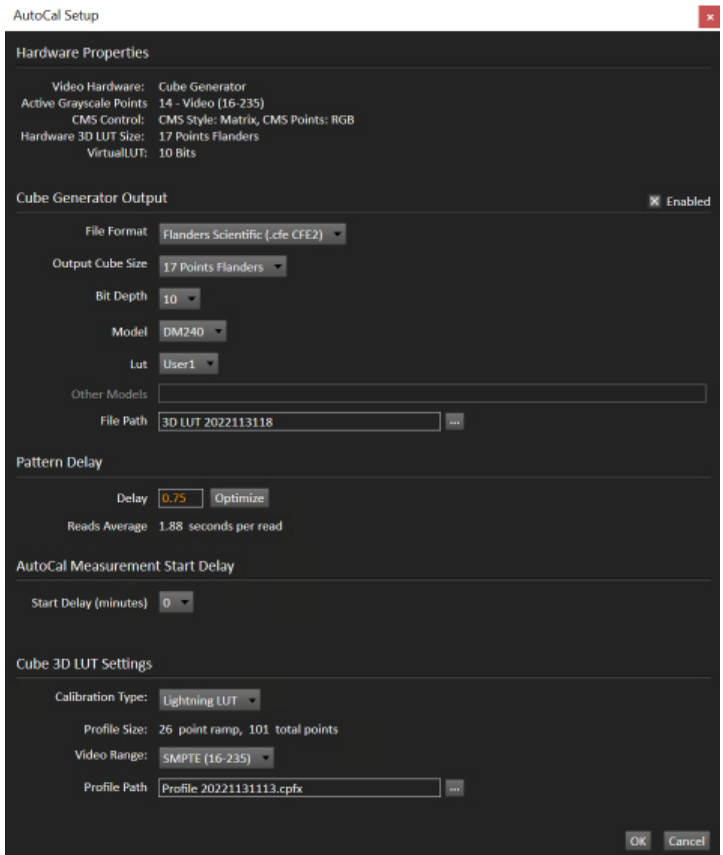 AutoCal Setup
Hardware Properties
Video Hardware: Cube Generator
Active Grayscale Points 14 - Video (16-235)
CMS Control: CMS Style: Matrix, CMS Points: RGB
Hardware 3D LUT Size: 17 Points Flanders
VirtualLUT: 10 Bits
Cube Generator Output Enabled
File Format Flanders Scientific (.cfe CFE2)
Output Cube Size 17 Points Flanders
Bit Depth 10
Model DM240
Lut User1
Other Models
File Path 3D LUT 2022113118 ...
Pattern Delay
Delay 0.75 Optimize
Reads Average 1.88 seconds per read
AutoCal Measurement Start Delay
Start Delay (minutes) 0
Cube 3D LUT Settings
Calibration Type: Lightning LUT
Profile Size: 26 point ramp, 101 total points
Video Range: SMPTE (16-235)
Profile Path Profile 20221131113.cpfx ...
OK Cancel